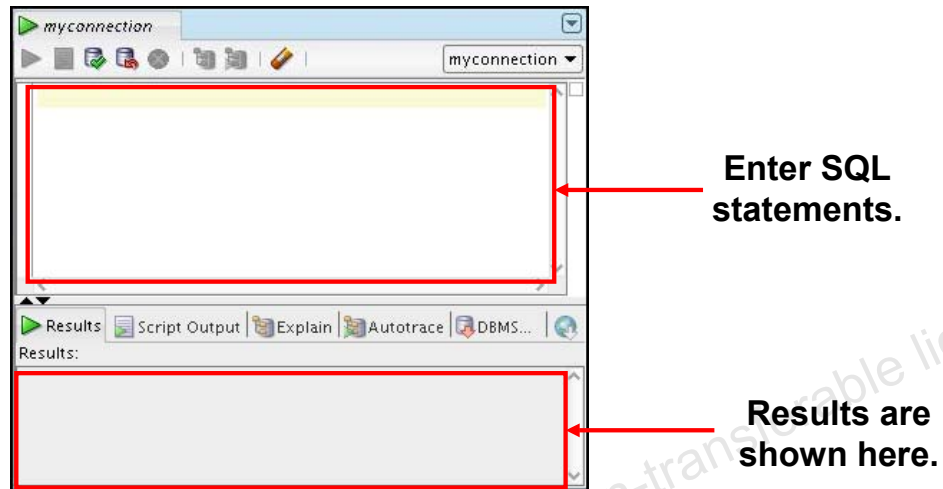 myconnection
myconnection
Enter SQL
statements.
Results Script Output Explain Autotrace DBMS...
Results:
Results are
shown here.